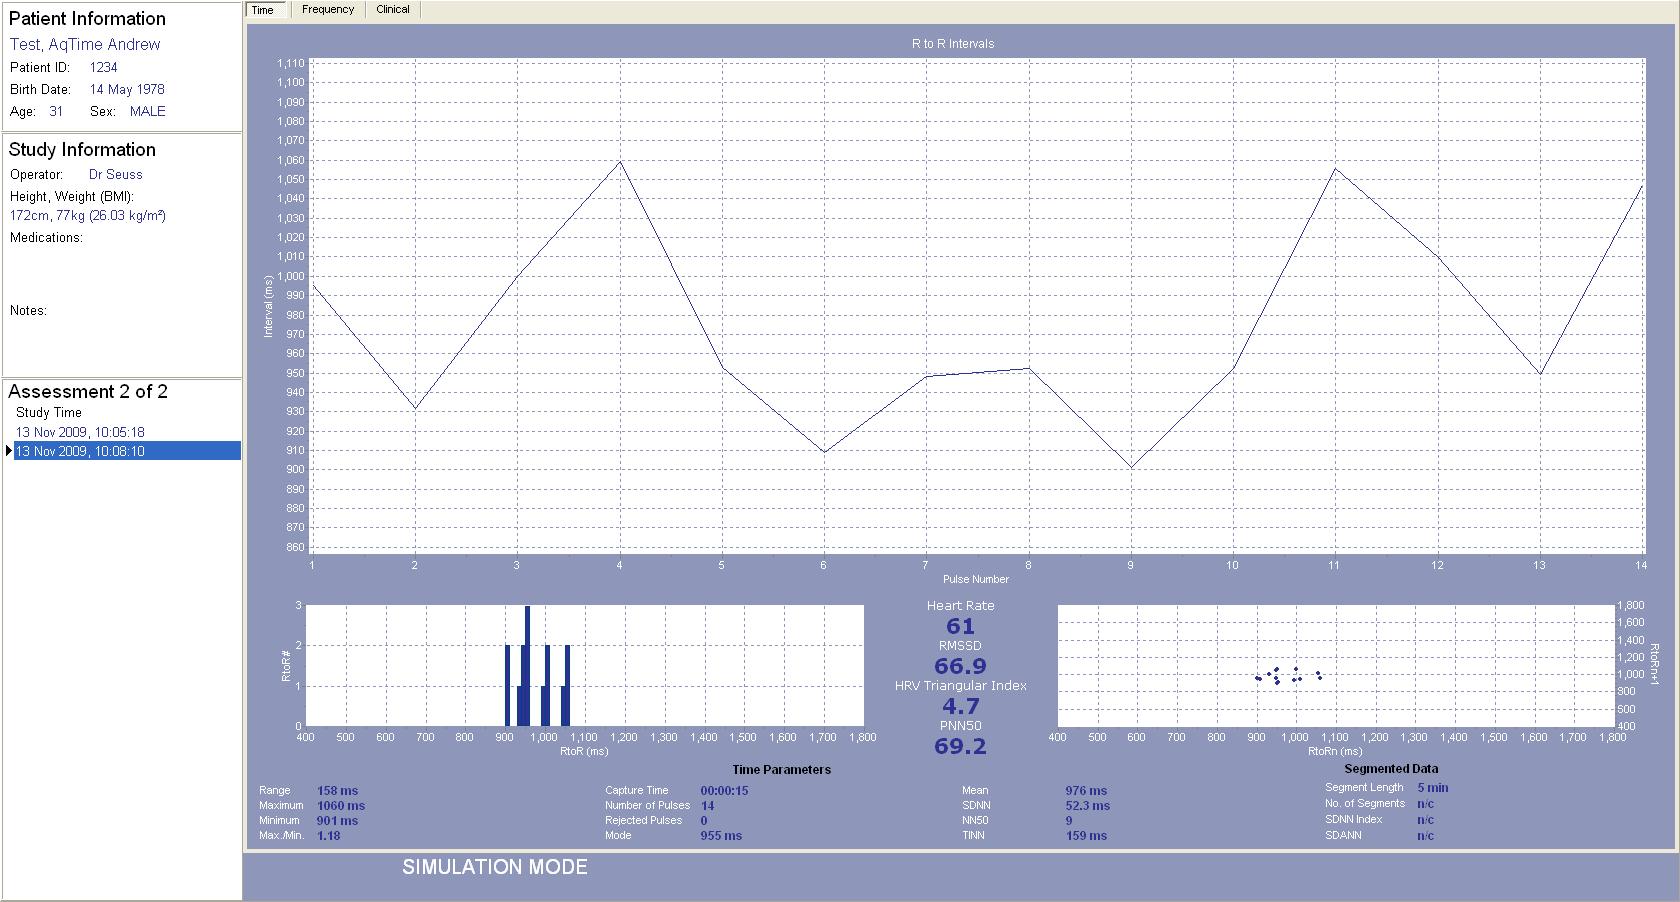 Patient Information
Test, AqTime Andrew
Patient ID: 1234
Birth Date: 14 May 1978
Age: 31 Sex: MALE
Study Information
Operator: Dr Seuss
Height, Weight (BMI):
172cm, 77kg (26.03 kg/m²)
Medications:
Notes:
Assessment 2 of 2
Study Time
13 Nov 2009, 10:05:18
13 Nov 2009, 10:08:10
Time Frequency Clinical
R to R Intervals
1,110
1,100
1,090
1,080
1,070
1,060
1,050
1,040
1,030
1,020
1,010
1,000
990
980
970
960
950
940
930
920
910
900
890
880
870
860
Interval (ms)
1 2 3 4 5 6 7 8 9 10 11 12 13 14
Pulse Number
3
2
1
0
RtoR#
400 500 600 700 800 900 1,000 1,100 1,200 1,300 1,400 1,500 1,600 1,700 1,800
RtoR (ms)
Heart Rate
61
RMSSD
66.9
HRV Triangular Index
4.7
PNN50
69.2
1,800
1,600
1,400
1,200
1,000
800
600
400
RtoRn+1
400 500 600 700 800 900 1,000 1,100 1,200 1,300 1,400 1,500 1,600 1,700 1,800
RtoRn (ms)
Time Parameters
Range 158 ms
Maximum 1060 ms
Minimum 901 ms
Max./Min. 1.18
Capture Time 00:00:15
Number of Pulses 14
Rejected Pulses 0
Mode 955 ms
Mean 976 ms
SDNN 52.3 ms
NN50 9
TINN 159 ms
Segmented Data
Segment Length 5 min
No. of Segments n/c
SDNN Index n/c
SDANN n/c
SIMULATION MODE